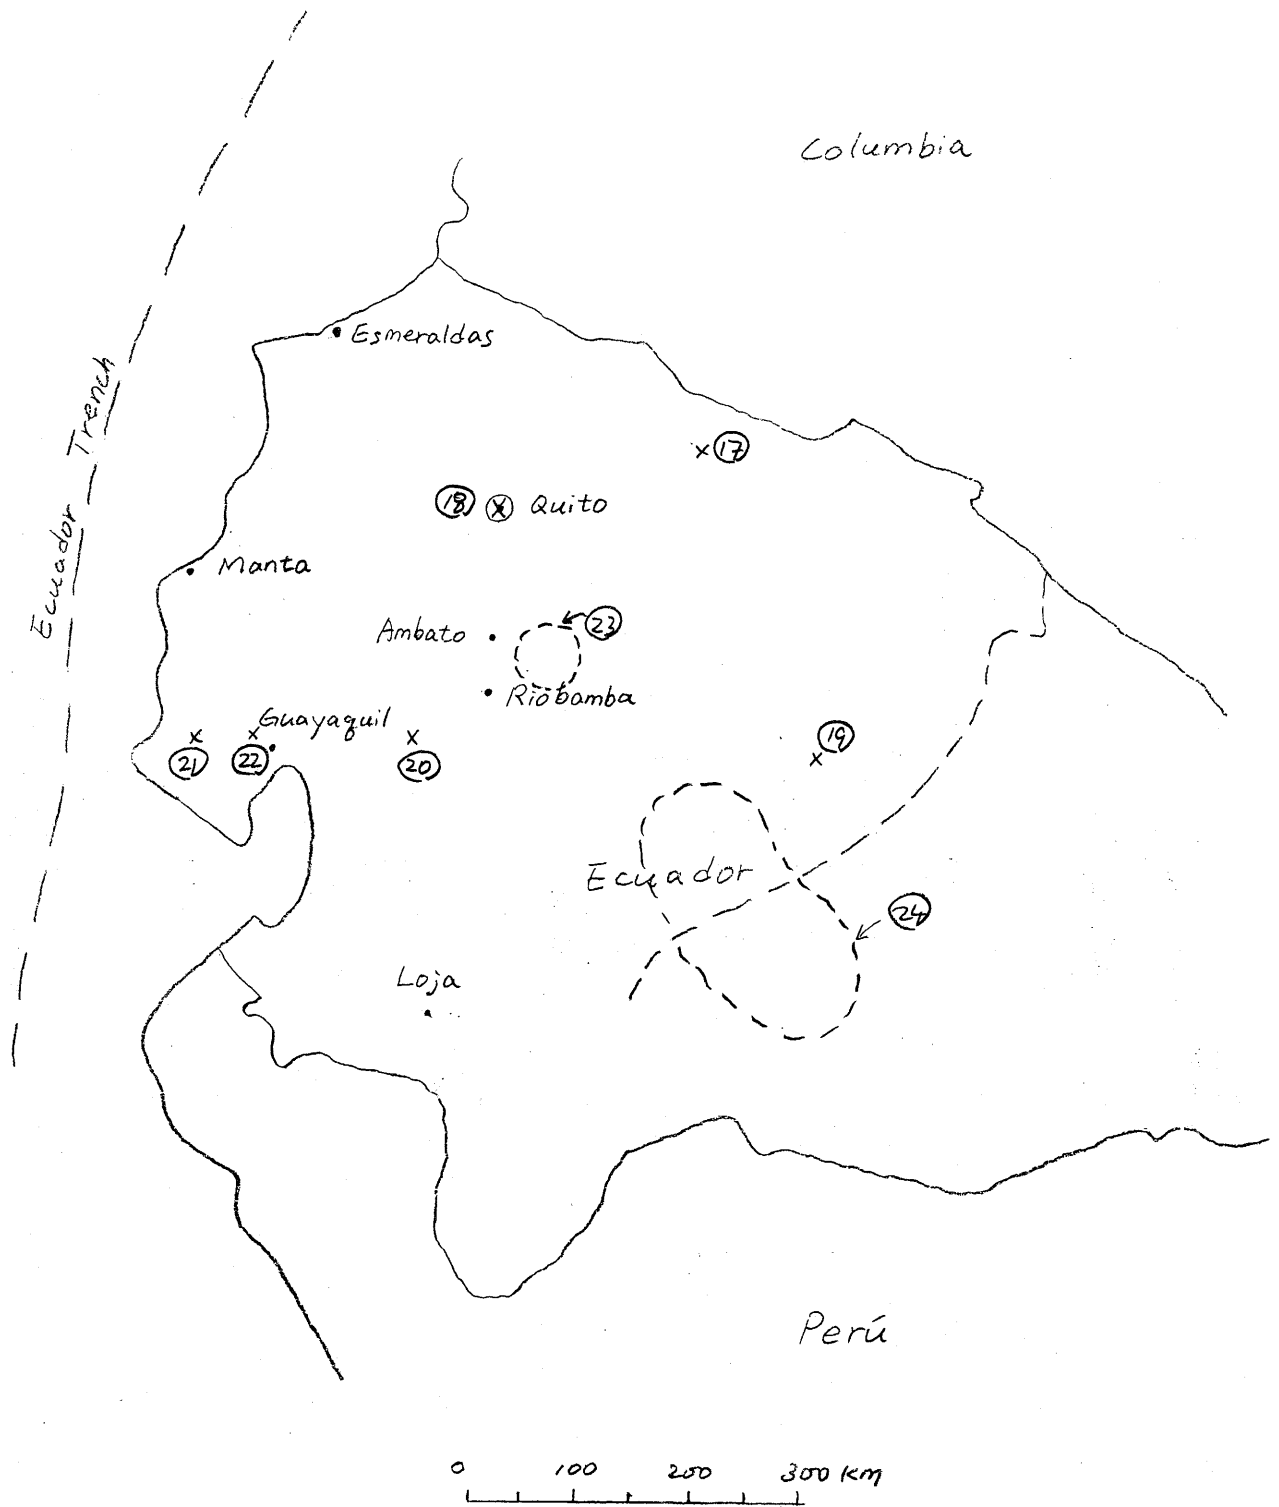 Columbia
Esmeraldas
Ecuador Trench
17
18 Quito
Manta
Ambato
23
Riobamba
Guayaquil
21
22
20
19
Ecuador
24
Loja
Perú
0 100 200 300 KM